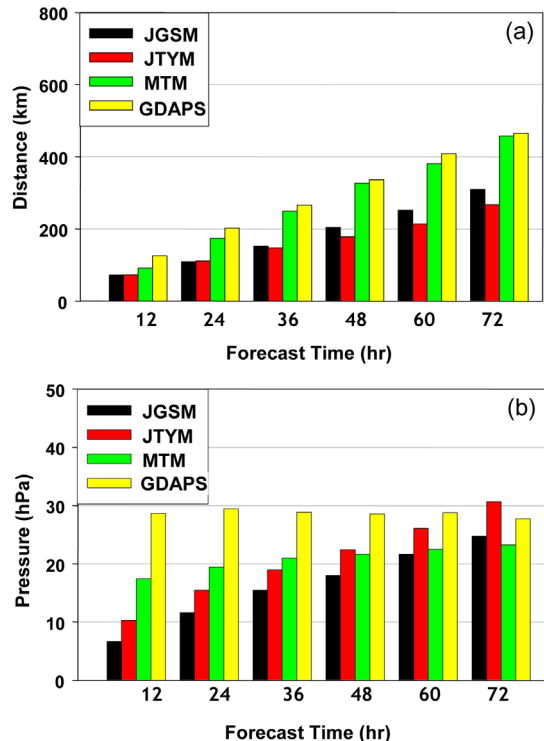 800
(a)
JGSM
JTYM
MTM
GDAPS
600
400
200
0
Distance (km)
12 24 36 48 60 72
Forecast Time (hr)
50
(b)
JGSM
JTYM
MTM
GDAPS
40
30
20
10
0
Pressure (hPa)
12 24 36 48 60 72
Forecast Time (hr)